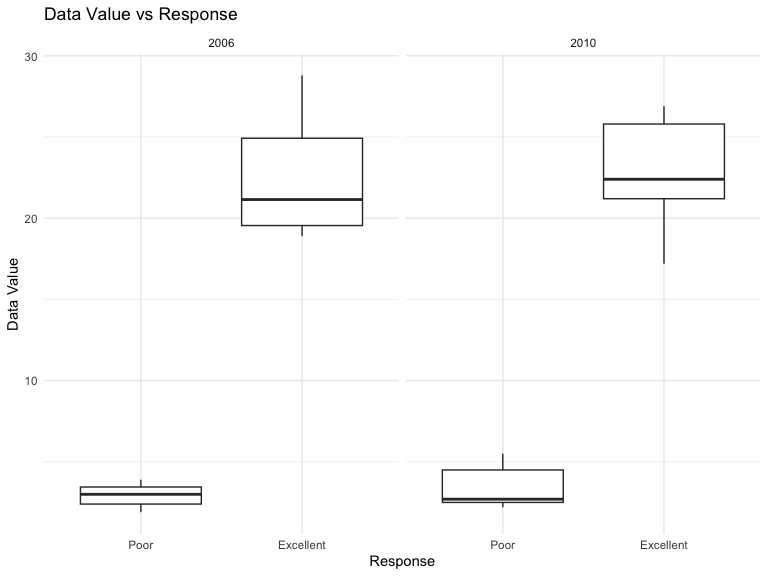 Data Value vs Response
2006
2010
30
20
10
Data Value
Poor
Excellent
Poor
Excellent
Response